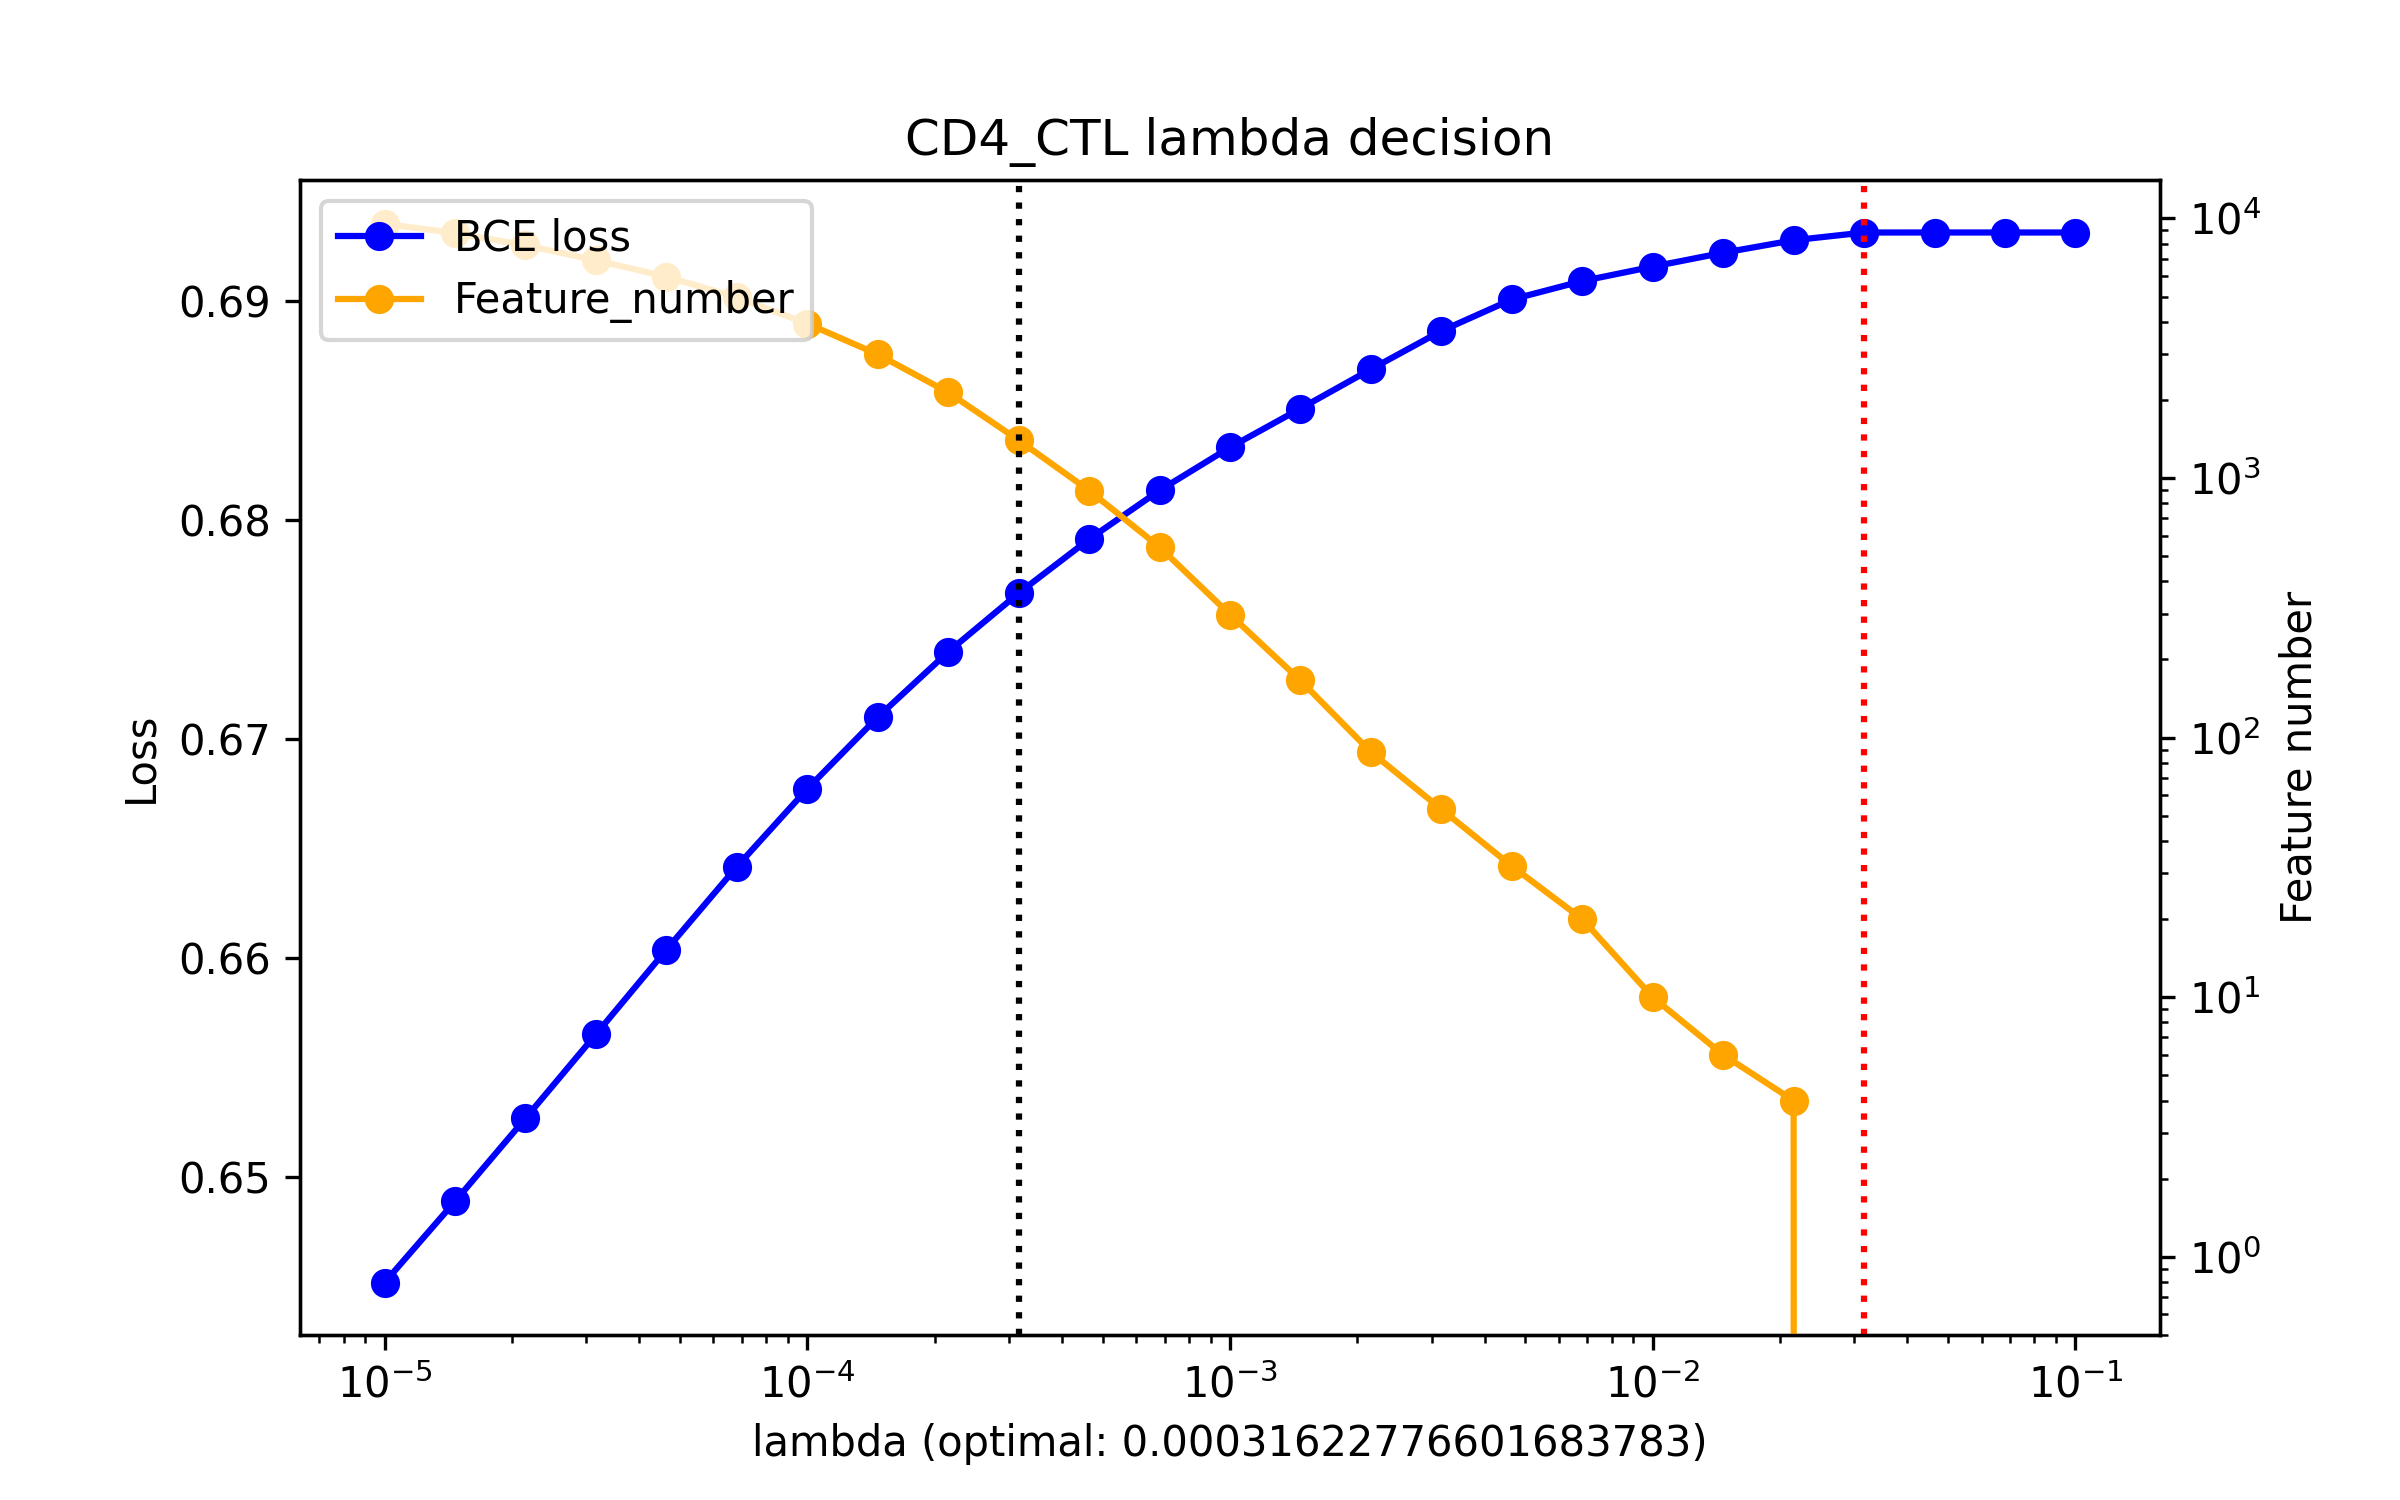 CD4_CTL lambda decision
BCE loss
Feature_number
0.69
0.68
0.67
0.66
0.65
Loss
10⁴
10³
10²
10¹
10⁰
Feature number
10⁻⁵ 10⁻⁴ 10⁻³ 10⁻² 10⁻¹
lambda (optimal: 0.00031622776601683783)